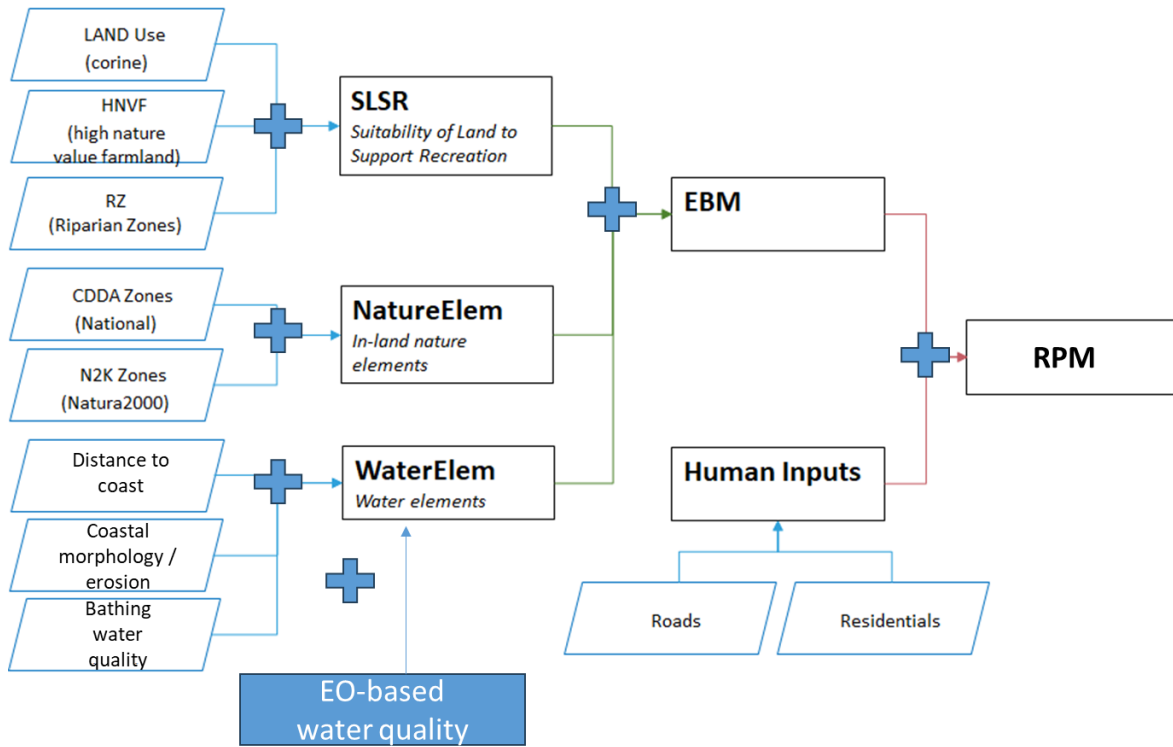 LAND Use
(corine)
HNVF
(high nature
value farmland)
RZ
(Riparian Zones)
SLSR
Suitability of Land to
Support Recreation
CDDA Zones
(National)
N2K Zones
(Natura2000)
NatureElem
In-land nature
elements
Distance to
coast
Coastal
morphology /
erosion
Bathing
water
quality
WaterElem
Water elements
EO-based
water quality
EBM
Human Inputs
Roads
Residentials
RPM